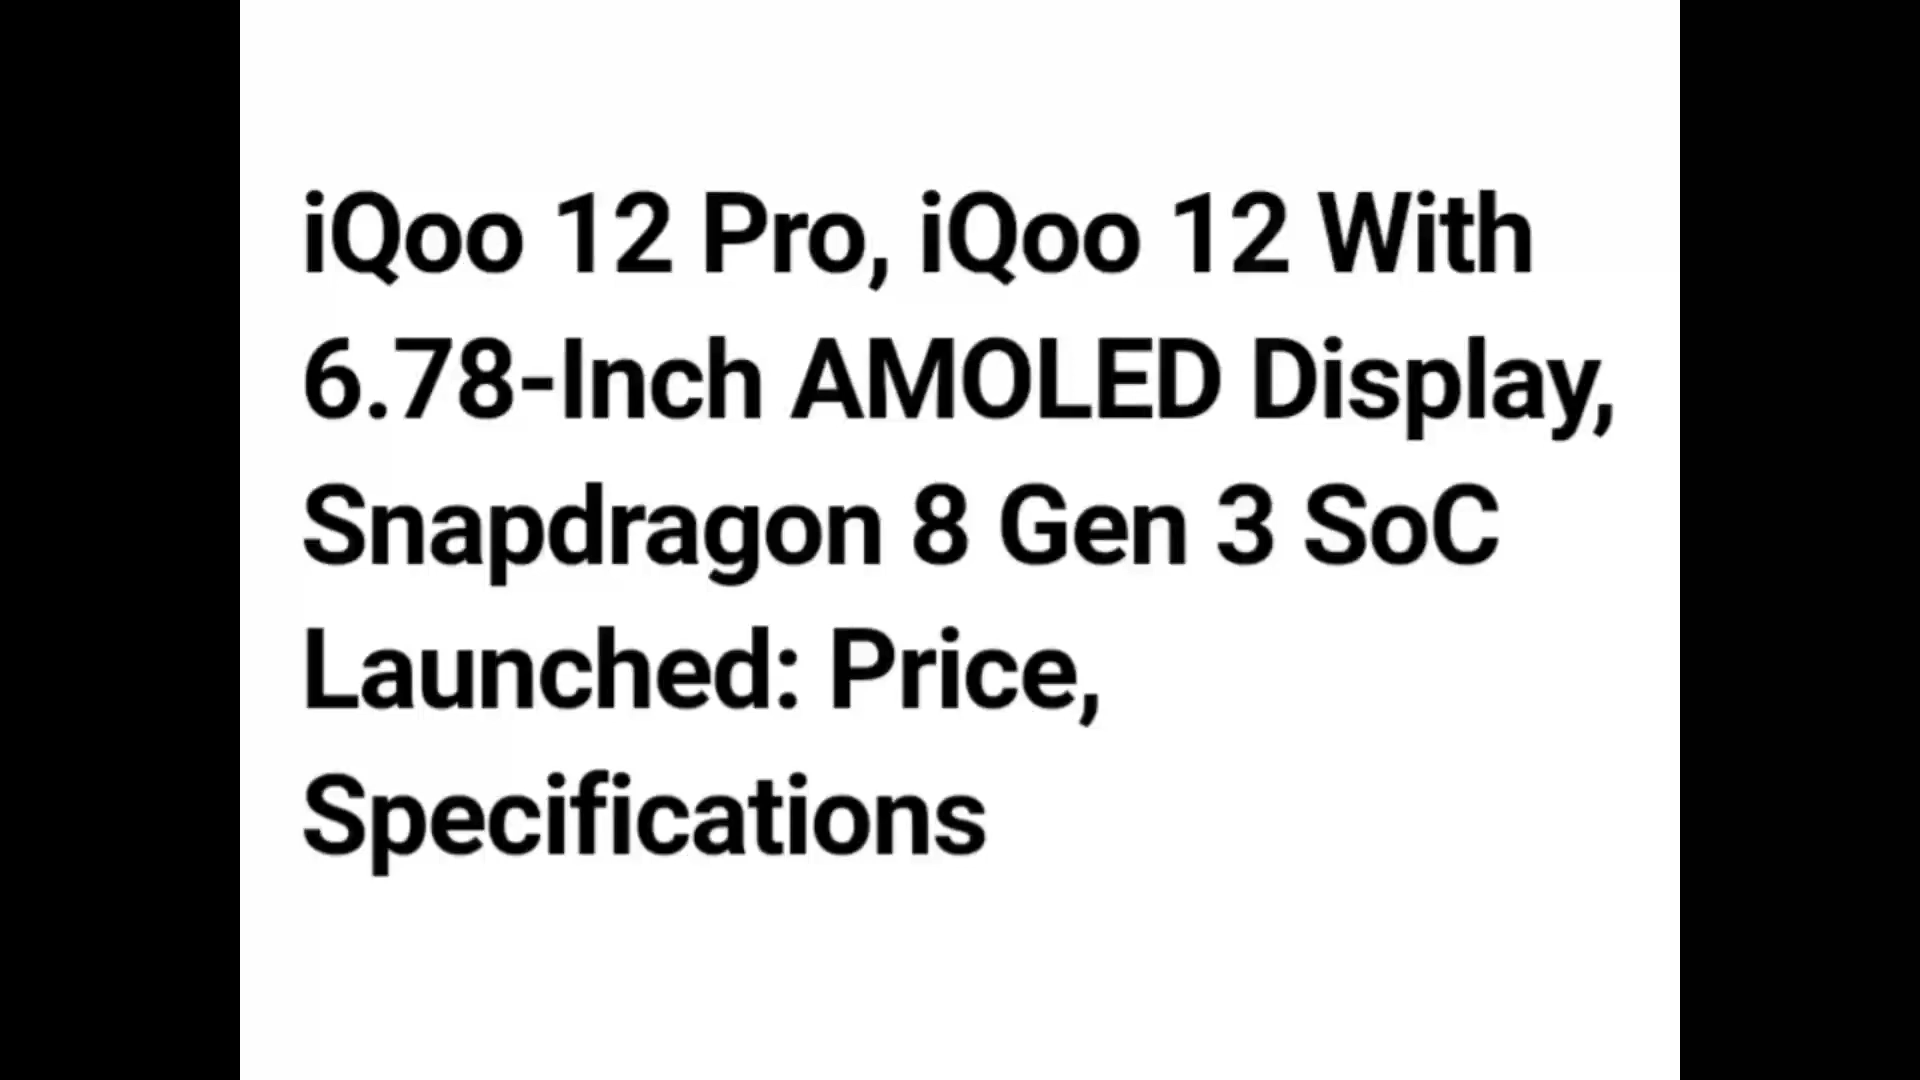 iQoo 12 Pro, iQoo 12 With
6.78-Inch AMOLED Display,
Snapdragon 8 Gen 3 SoC
Launched: Price,
Specifications